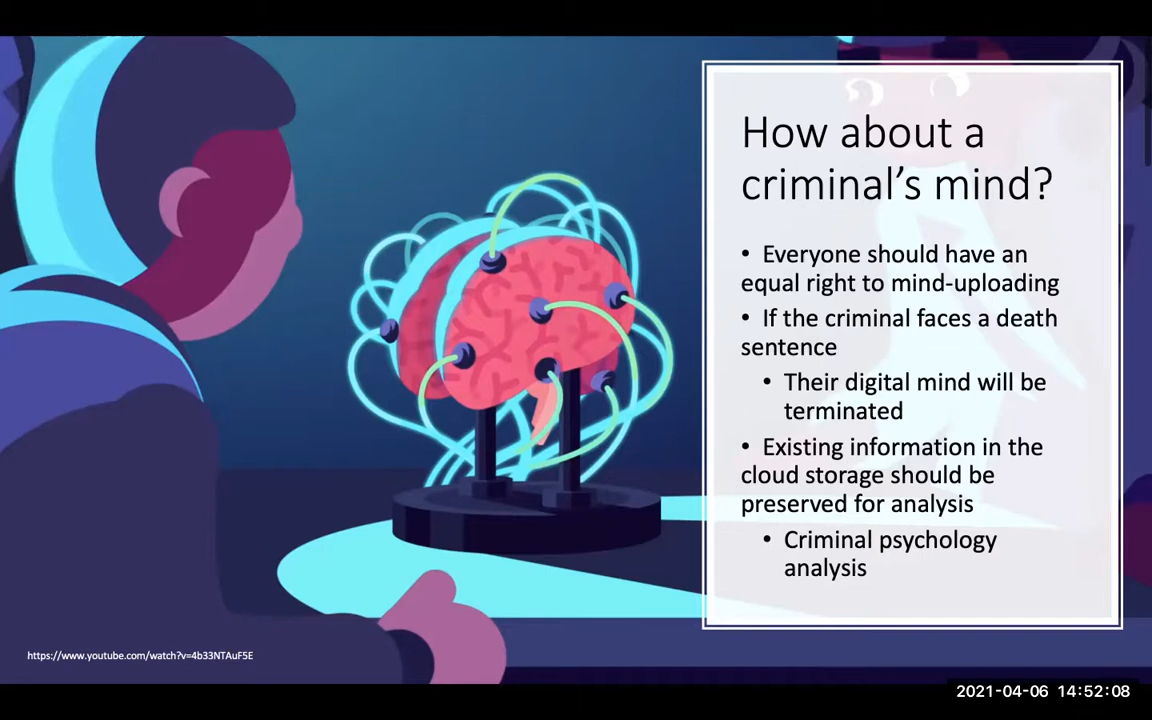 How about a
criminal's mind?
• Everyone should have an
equal right to mind-uploading
• If the criminal faces a death
sentence
• Their digital mind will be
terminated
• Existing information in the
cloud storage should be
preserved for analysis
• Criminal psychology
analysis
https://www.youtube.com/watch?v=4b33NTAuF5E
2021-04-06 14:52:08